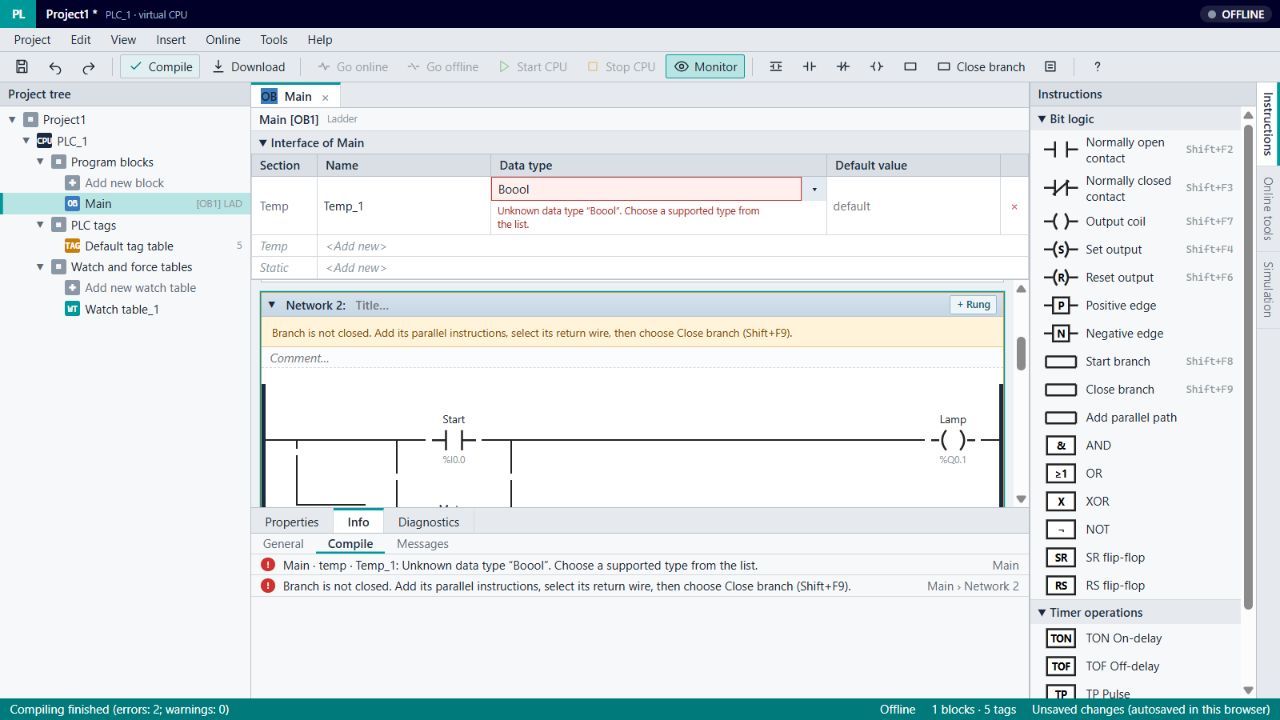 PL Project1 * PLC_1 · virtual CPU OFFLINE
Project Edit View Insert Online Tools Help
Compile Download Go online Go offline Start CPU Stop CPU Monitor Close branch ?
Project tree
Project1
CPU PLC_1
Program blocks
Add new block
OB Main [OB1] LAD
PLC tags
TAG Default tag table 5
Watch and force tables
Add new watch table
WT Watch table_1
OB Main ×
Main [OB1] Ladder
Interface of Main
Section Name Data type Default value
Temp Temp_1 Boool default ×
Unknown data type "Boool". Choose a supported type from
the list.
Temp <Add new>
Static <Add new>
Network 2: Title... + Rung
Branch is not closed. Add its parallel instructions, select its return wire, then choose Close branch (Shift+F9).
Comment...
Start Lamp
%I0.0 %Q0.1
Properties Info Diagnostics
General Compile Messages
Main · temp · Temp_1: Unknown data type "Boool". Choose a supported type from the list. Main
Branch is not closed. Add its parallel instructions, select its return wire, then choose Close branch (Shift+F9). Main › Network 2
Instructions
Bit logic
Normally open
contact Shift+F2
Normally closed
contact Shift+F3
Output coil Shift+F7
S Set output Shift+F4
R Reset output Shift+F6
P Positive edge
N Negative edge
Start branch Shift+F8
Close branch Shift+F9
Add parallel path
& AND
≥1 OR
X XOR
¬ NOT
SR SR flip-flop
RS RS flip-flop
Timer operations
TON TON On-delay
TOF TOF Off-delay
TP TP Pulse
Instructions
Online tools
Simulation
Compiling finished (errors: 2; warnings: 0) Offline 1 blocks · 5 tags Unsaved changes (autosaved in this browser)